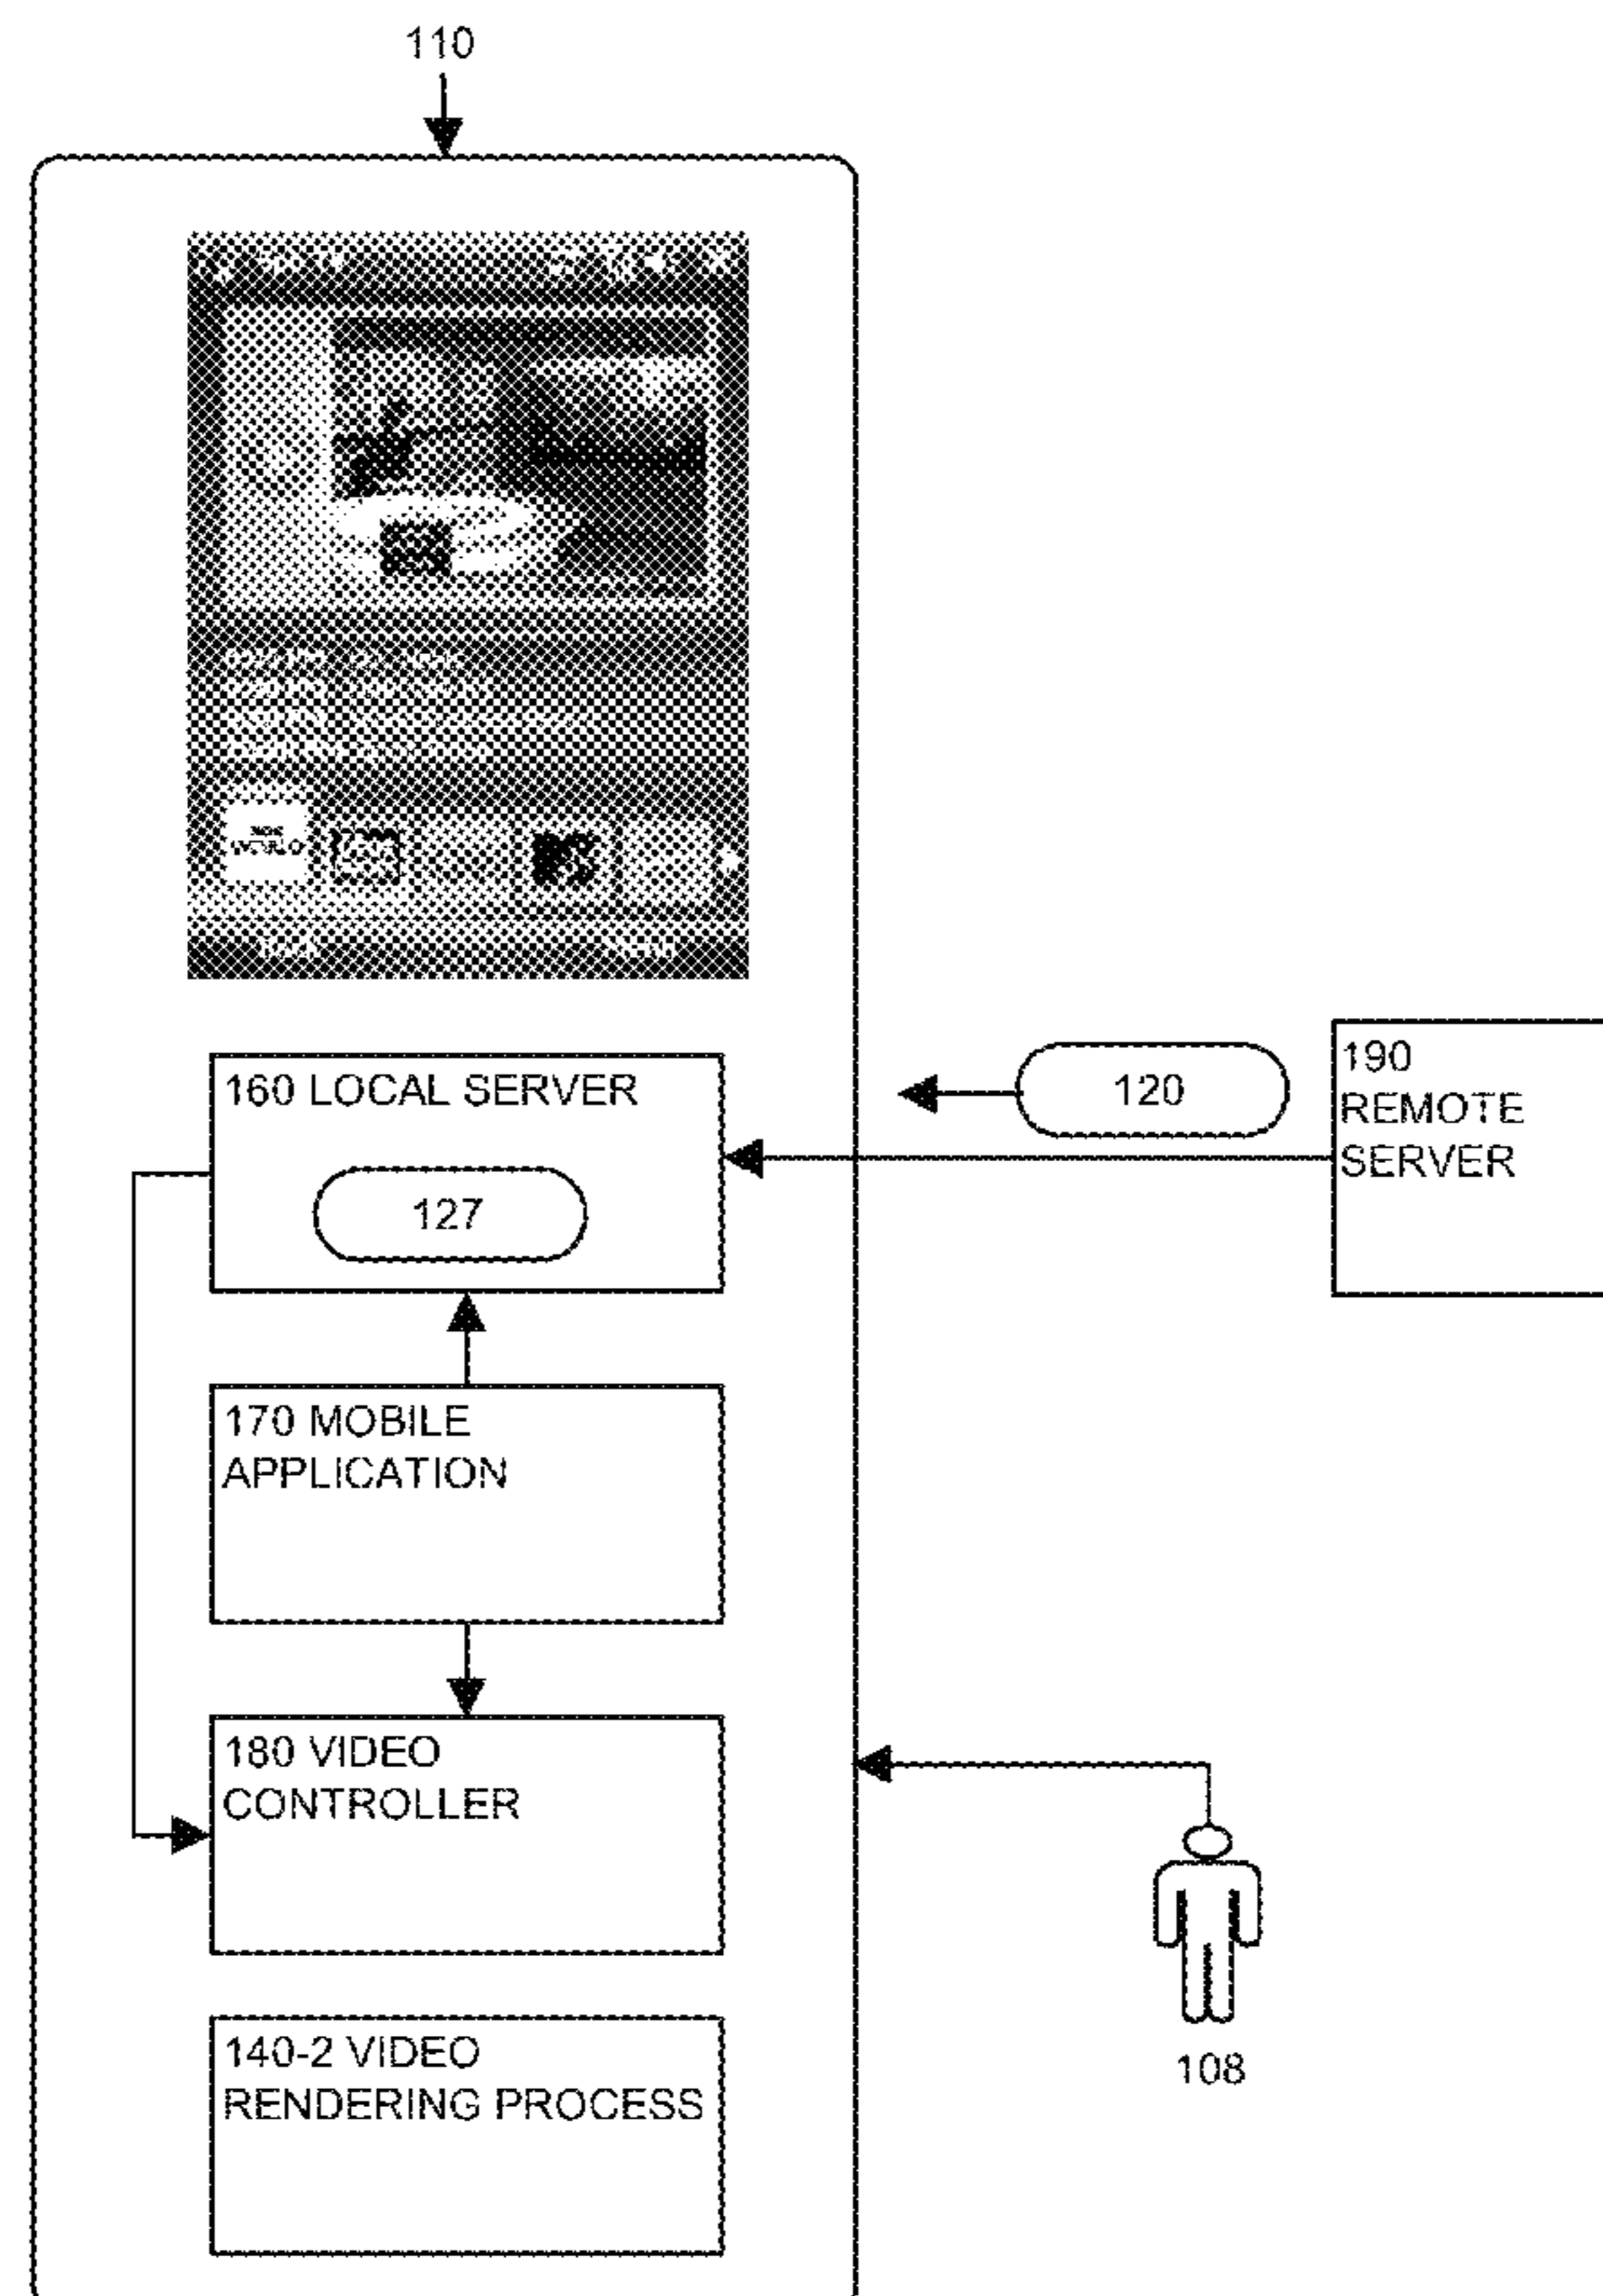 110
160 LOCAL SERVER
127
120
190
REMOTE
SERVER
170 MOBILE
APPLICATION
180 VIDEO
CONTROLLER
140-2 VIDEO
RENDERING PROCESS
108